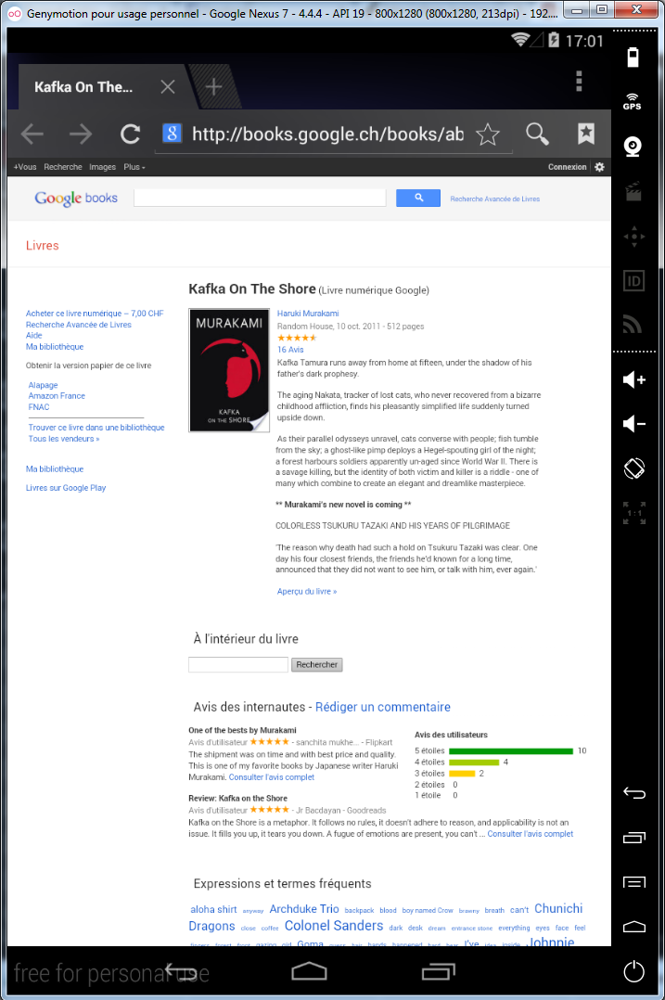 Genymotion pour usage personnel - Google Nexus 7 - 4.4.4 - API 19 - 800x1280 (800x1280, 213dpi) - 192....
17:01
Kafka On The...
http://books.google.ch/books/ab
GPS
+Vous Recherche Images Plus
Connexion
Google books
Recherche Avancée de Livres
Livres
Kafka On The Shore (Livre numérique Google)
Acheter ce livre numérique – 7,00 CHF
Recherche Avancée de Livres
Aide
Ma bibliothèque
Obtenir la version papier de ce livre
Alapage
Amazon France
FNAC
Trouver ce livre dans une bibliothèque
Tous les vendeurs »
Ma bibliothèque
Livres sur Google Play
MURAKAMI
KAFKA
ON THE SHORE
Haruki Murakami
Random House, 10 oct. 2011 - 512 pages
16 Avis
Kafka Tamura runs away from home at fifteen, under the shadow of his
father's dark prophesy.
The aging Nakata, tracker of lost cats, who never recovered from a bizarre
childhood affliction, finds his pleasantly simplified life suddenly turned
upside down.
As their parallel odysseys unravel, cats converse with people; fish tumble
from the sky; a ghost-like pimp deploys a Hegel-spouting girl of the night;
a forest harbours soldiers apparently un-aged since World War II. There is
a savage killing, but the identity of both victim and killer is a riddle - one of
many which combine to create an elegant and dreamlike masterpiece.
** Murakami's new novel is coming **
COLORLESS TSUKURU TAZAKI AND HIS YEARS OF PILGRIMAGE
'The reason why death had such a hold on Tsukuru Tazaki was clear. One
day his four closest friends, the friends he'd known for a long time,
announced that they did not want to see him, or talk with him, ever again.'
Aperçu du livre »
ID
1:1
À l'intérieur du livre
Rechercher
Avis des internautes - Rédiger un commentaire
One of the bests by Murakami
Avis d'utilisateur - sanchita mukhe... - Flipkart
The shipment was on time and with best price and quality.
This is one of my favorite books by Japanese writer Haruki
Murakami. Consulter l'avis complet
Avis des utilisateurs
5 étoiles 10
4 étoiles 4
3 étoiles 2
2 étoiles 0
1 étoile 0
Review: Kafka on the Shore
Avis d'utilisateur - Jr Bacdayan - Goodreads
Kafka on the Shore is a metaphor. It follows no rules, it doesn't adhere to reason, and applicability is not an
issue. It fills you up, it tears you down. A fugue of emotions are present, you can't ... Consulter l'avis complet
Expressions et termes fréquents
aloha shirt anyway Archduke Trio backpack blood boy named Crow brawny breath can't Chunichi
Dragons close coffee Colonel Sanders dark desk dream entrance stone everything eyes face feel
fingers forest front gazing girl Goma guess hair hands happened hard hear I've idea inside Johnnie
free for personal use